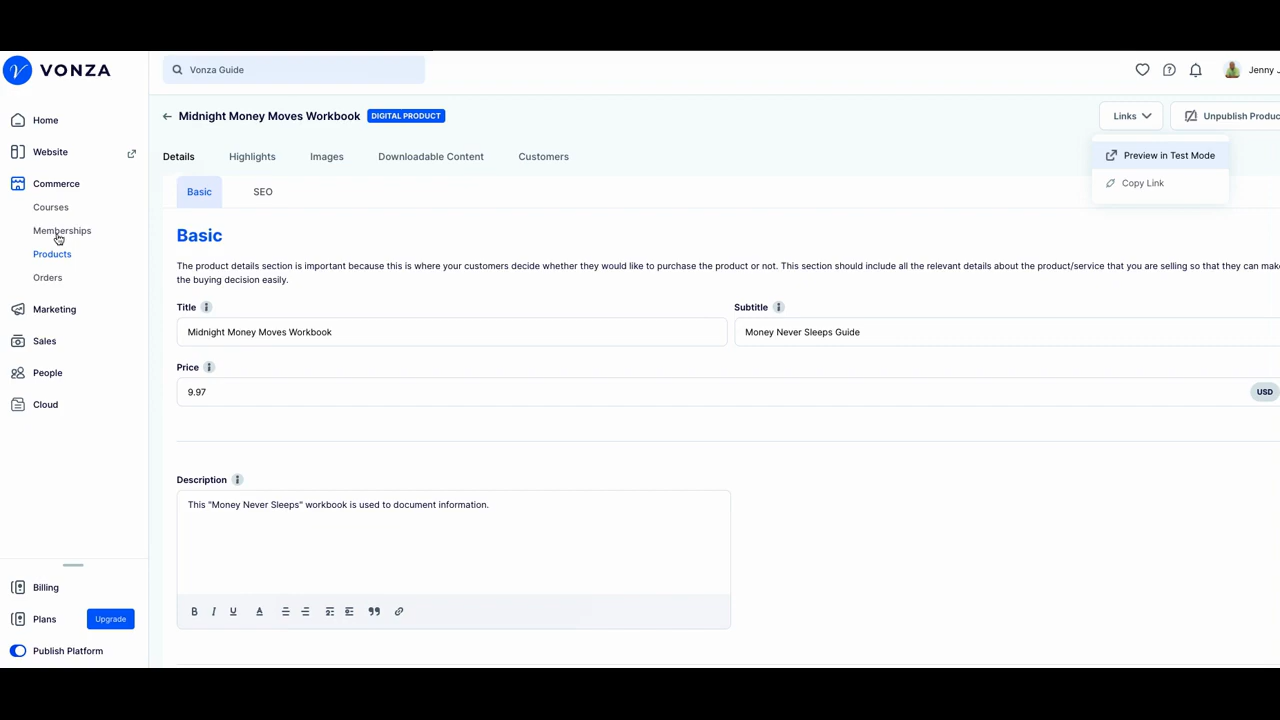 VONZA
Vonza Guide
Jenny J
Home
Website
Commerce
Courses
Memberships
Products
Orders
Marketing
Sales
People
Cloud
Billing
Plans
Upgrade
Publish Platform
Midnight Money Moves Workbook
DIGITAL PRODUCT
Links
Unpublish Produc
Preview in Test Mode
Copy Link
Details
Highlights
Images
Downloadable Content
Customers
Basic
SEO
Basic
The product details section is important because this is where your customers decide whether they would like to purchase the product or not. This section should include all the relevant details about the product/service that you are selling so that they can make
the buying decision easily.
Title
Subtitle
Midnight Money Moves Workbook
Money Never Sleeps Guide
Price
9.97
USD
Description
This "Money Never Sleeps" workbook is used to document information.
B I U A